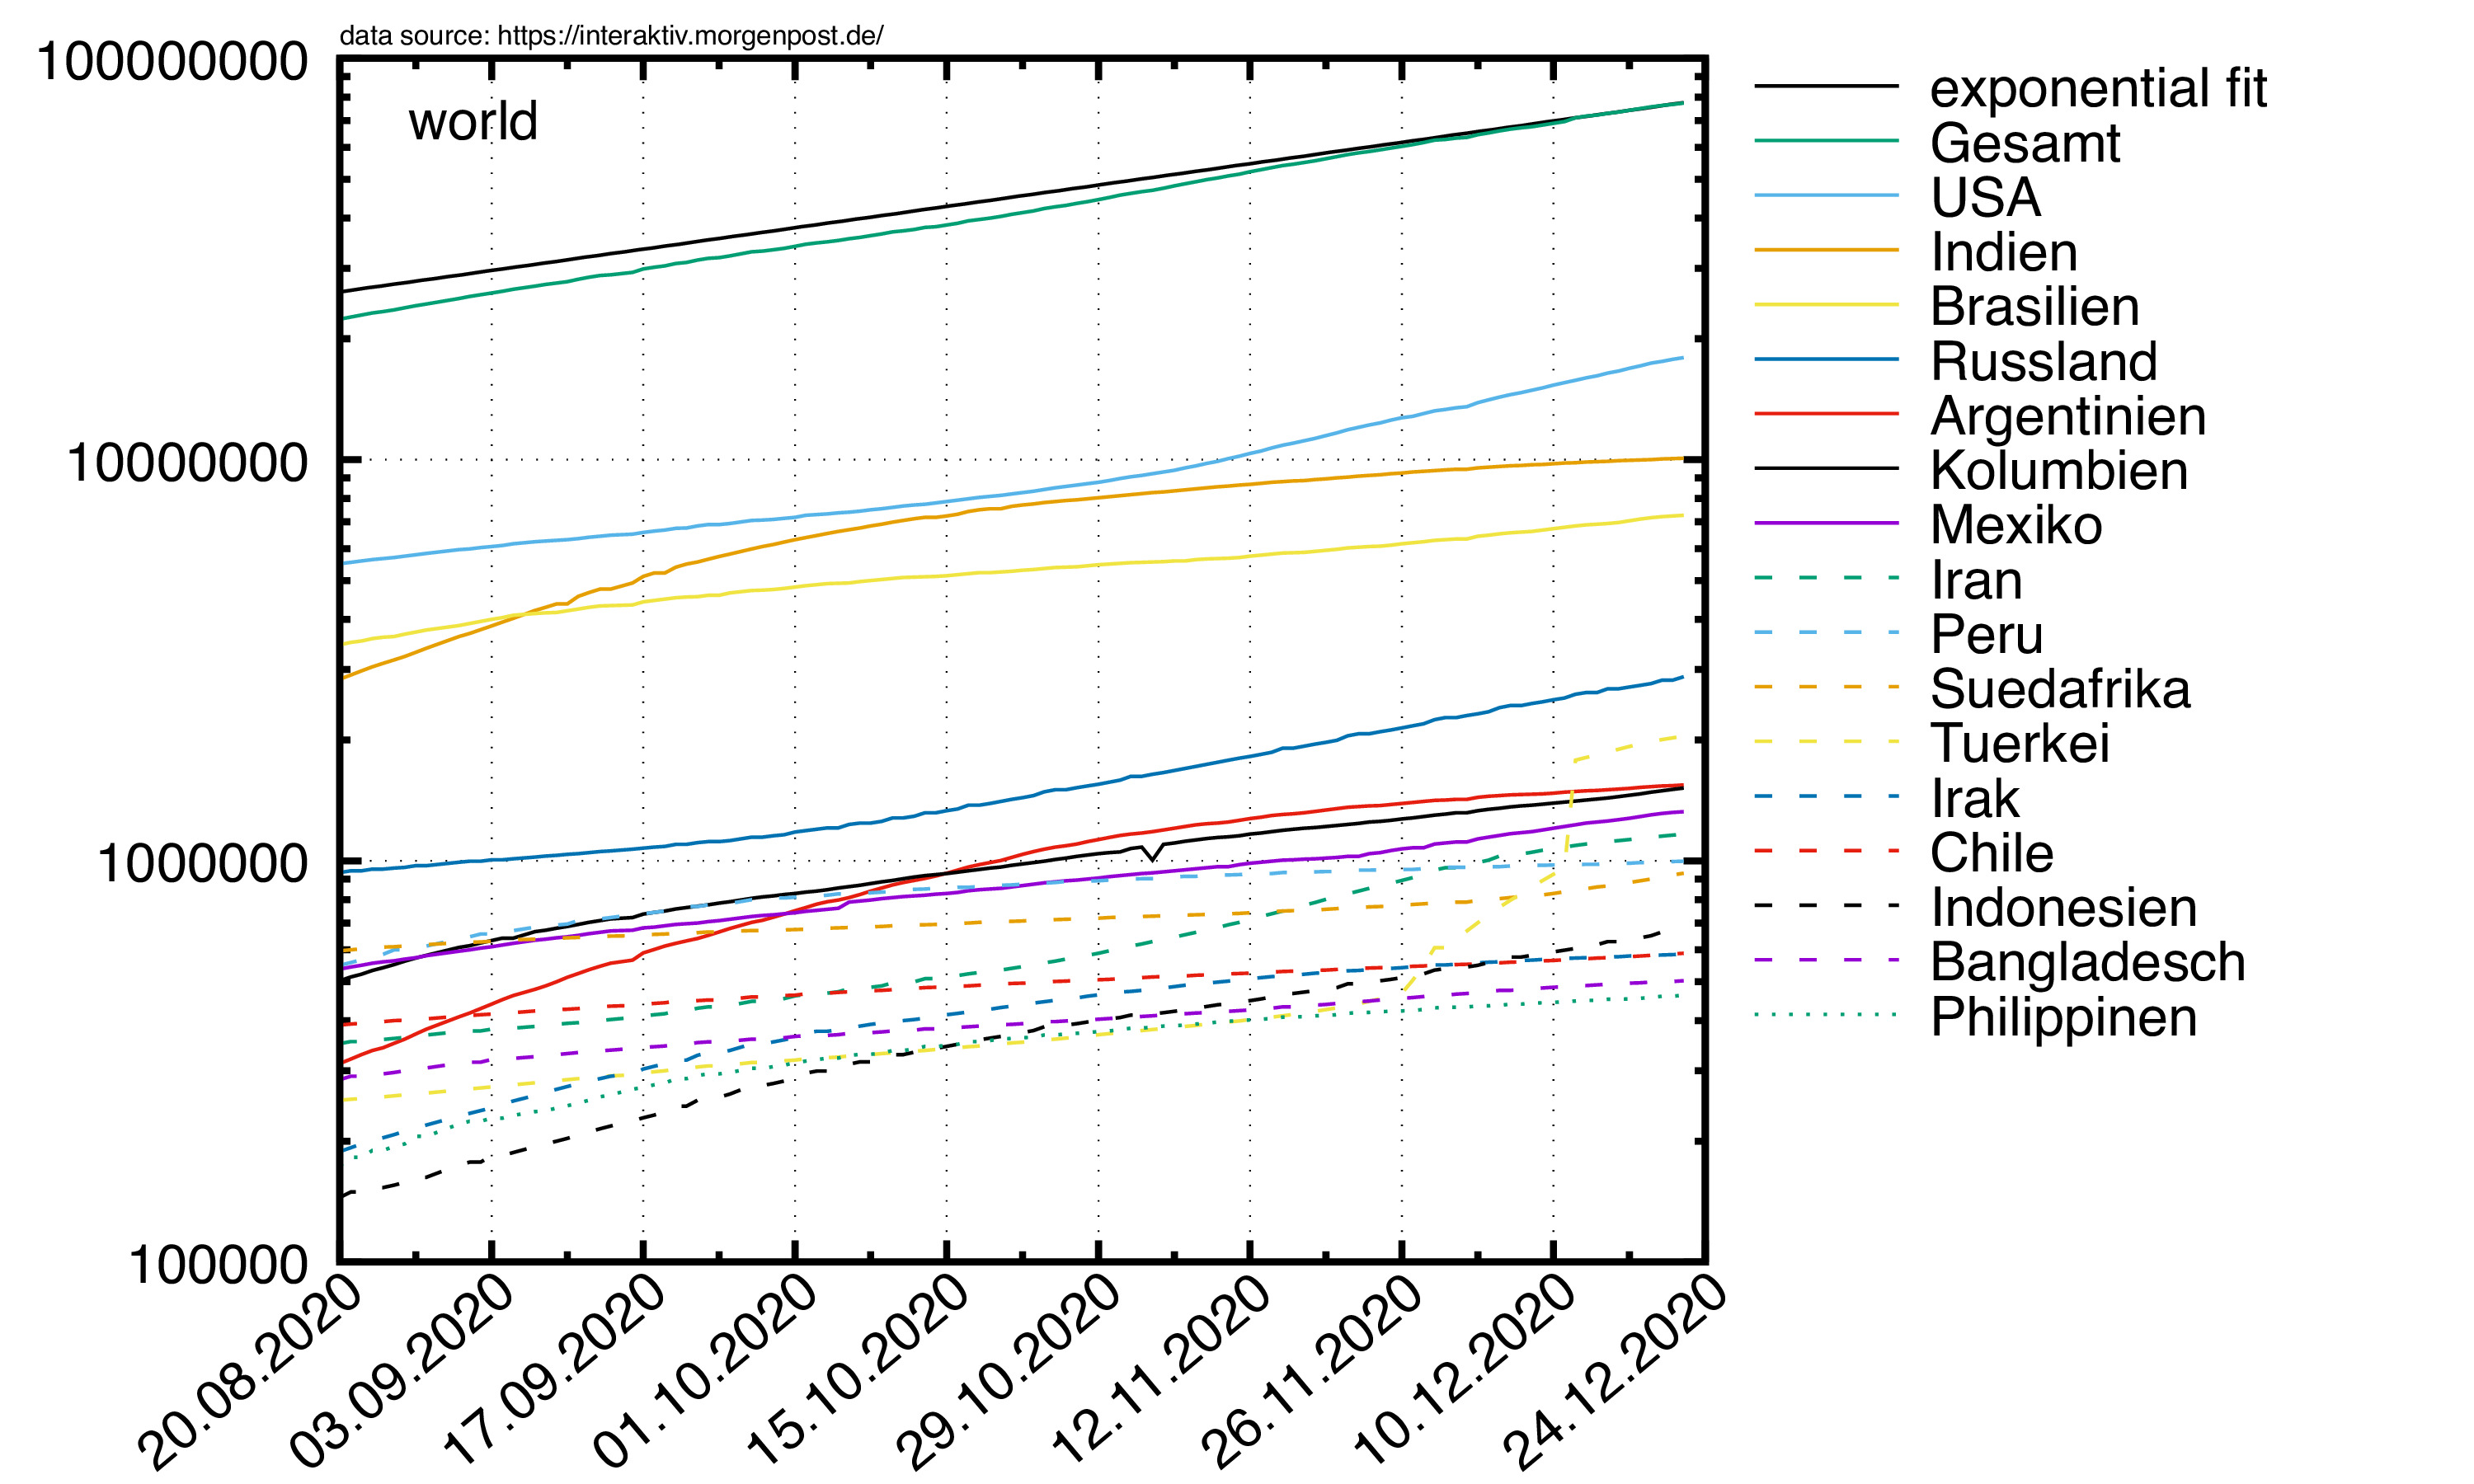 data source: https://interaktiv.morgenpost.de/
100000000
10000000
1000000
100000
world
20.08.2020
03.09.2020
17.09.2020
01.10.2020
15.10.2020
29.10.2020
12.11.2020
26.11.2020
10.12.2020
24.12.2020
exponential fit
Gesamt
USA
Indien
Brasilien
Russland
Argentinien
Kolumbien
Mexiko
Iran
Peru
Suedafrika
Tuerkei
Irak
Chile
Indonesien
Bangladesch
Philippinen